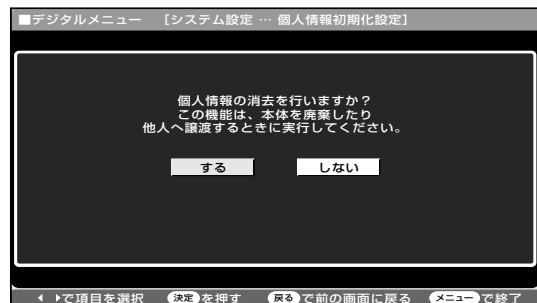 ■デジタルメニュー [システム設定 … 個人情報初期化設定]
個人情報の消去を行いますか？
この機能は、本体を廃棄したり
他人へ譲渡するときに実行してください。
する しない
で項目を選択 決定を押す 戻るで前の画面に戻る メニューで終了